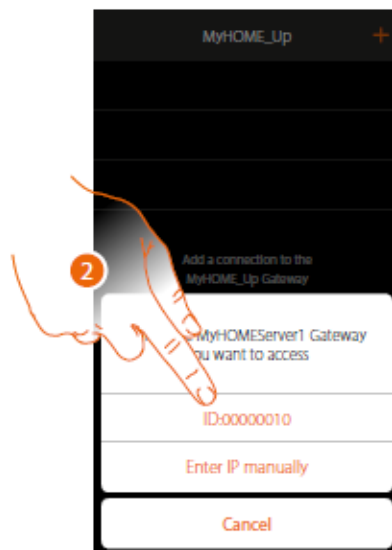 MyHOME_Up +
Add a connection to the
MyHOME_Up Gateway
2
MyHOMEServer1 Gateway
you want to access
ID:00000010
Enter IP manually
Cancel